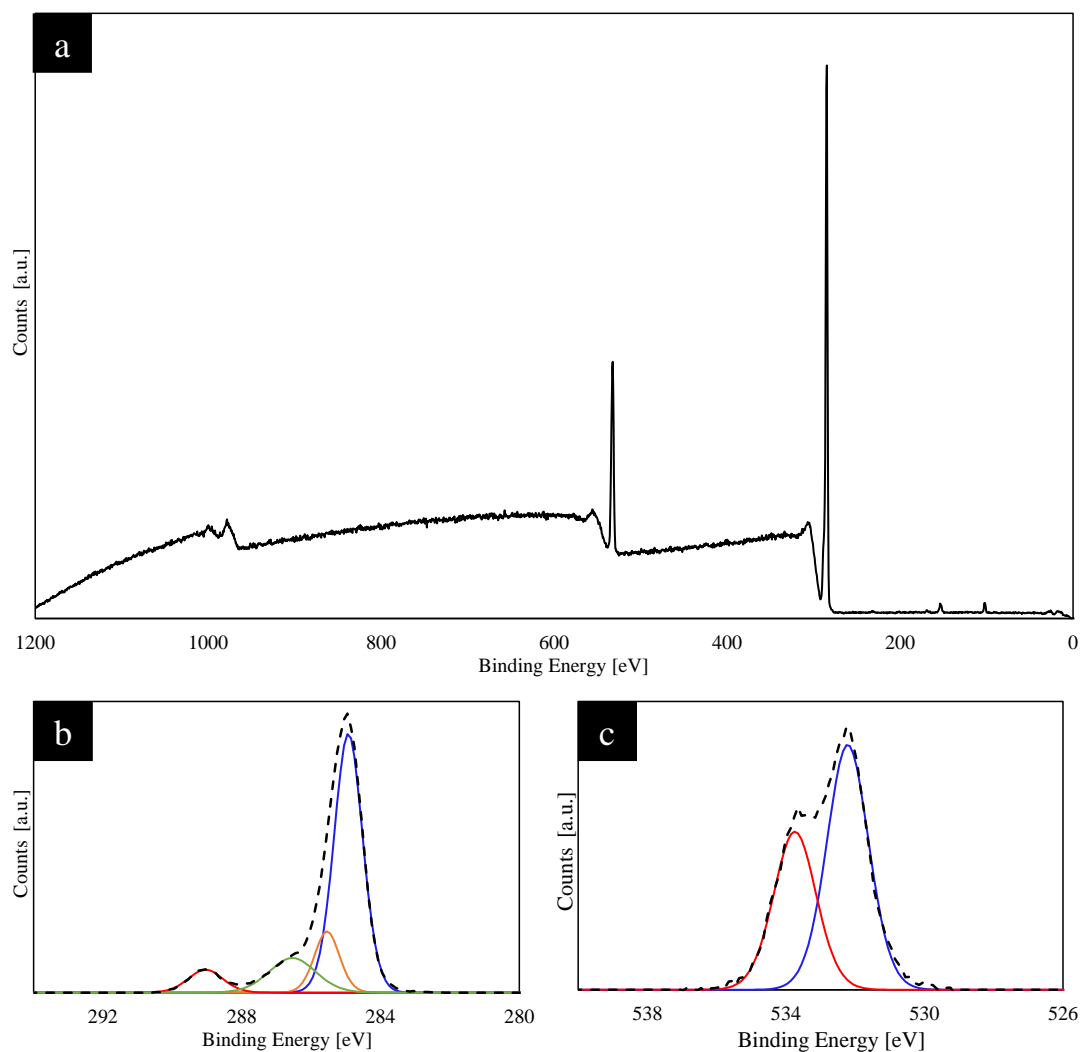 a
Counts [a.u.]
1200 1000 800 600 400 200 0
Binding Energy [eV]
b
Counts [a.u.]
292 288 284 280
Binding Energy [eV]
c
Counts [a.u.]
538 534 530 526
Binding Energy [eV]